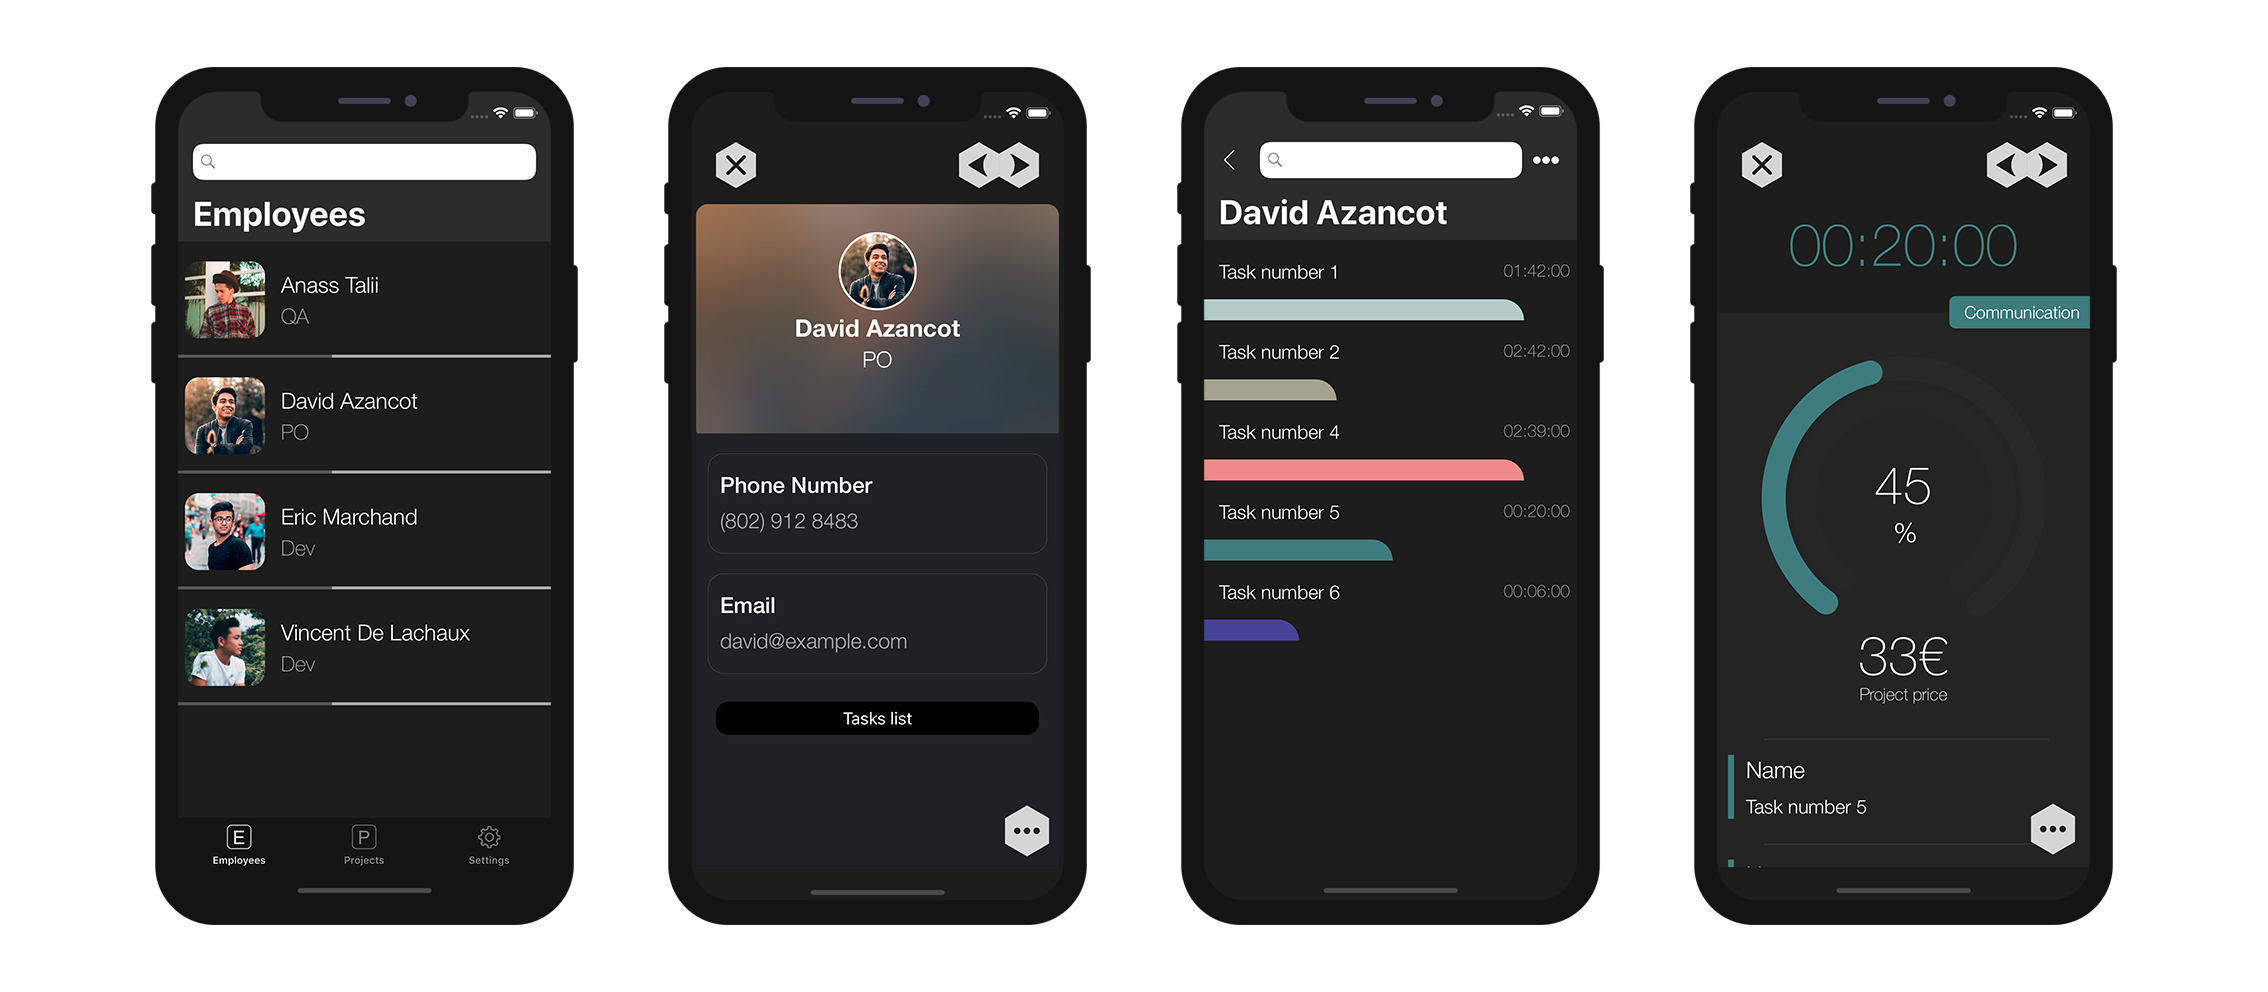 Employees
Anass Talii
QA
David Azancot
PO
Eric Marchand
Dev
Vincent De Lachaux
Dev
E
P
Employees
Projects
Settings
David Azancot
PO
Phone Number
(802) 912 8483
Email
david@example.com
Tasks list
David Azancot
Task number 1
01:42:00
Task number 2
02:42:00
Task number 4
02:39:00
Task number 5
00:20:00
Task number 6
00:06:00
00:20:00
Communication
45
%
33€
Project price
Name
Task number 5